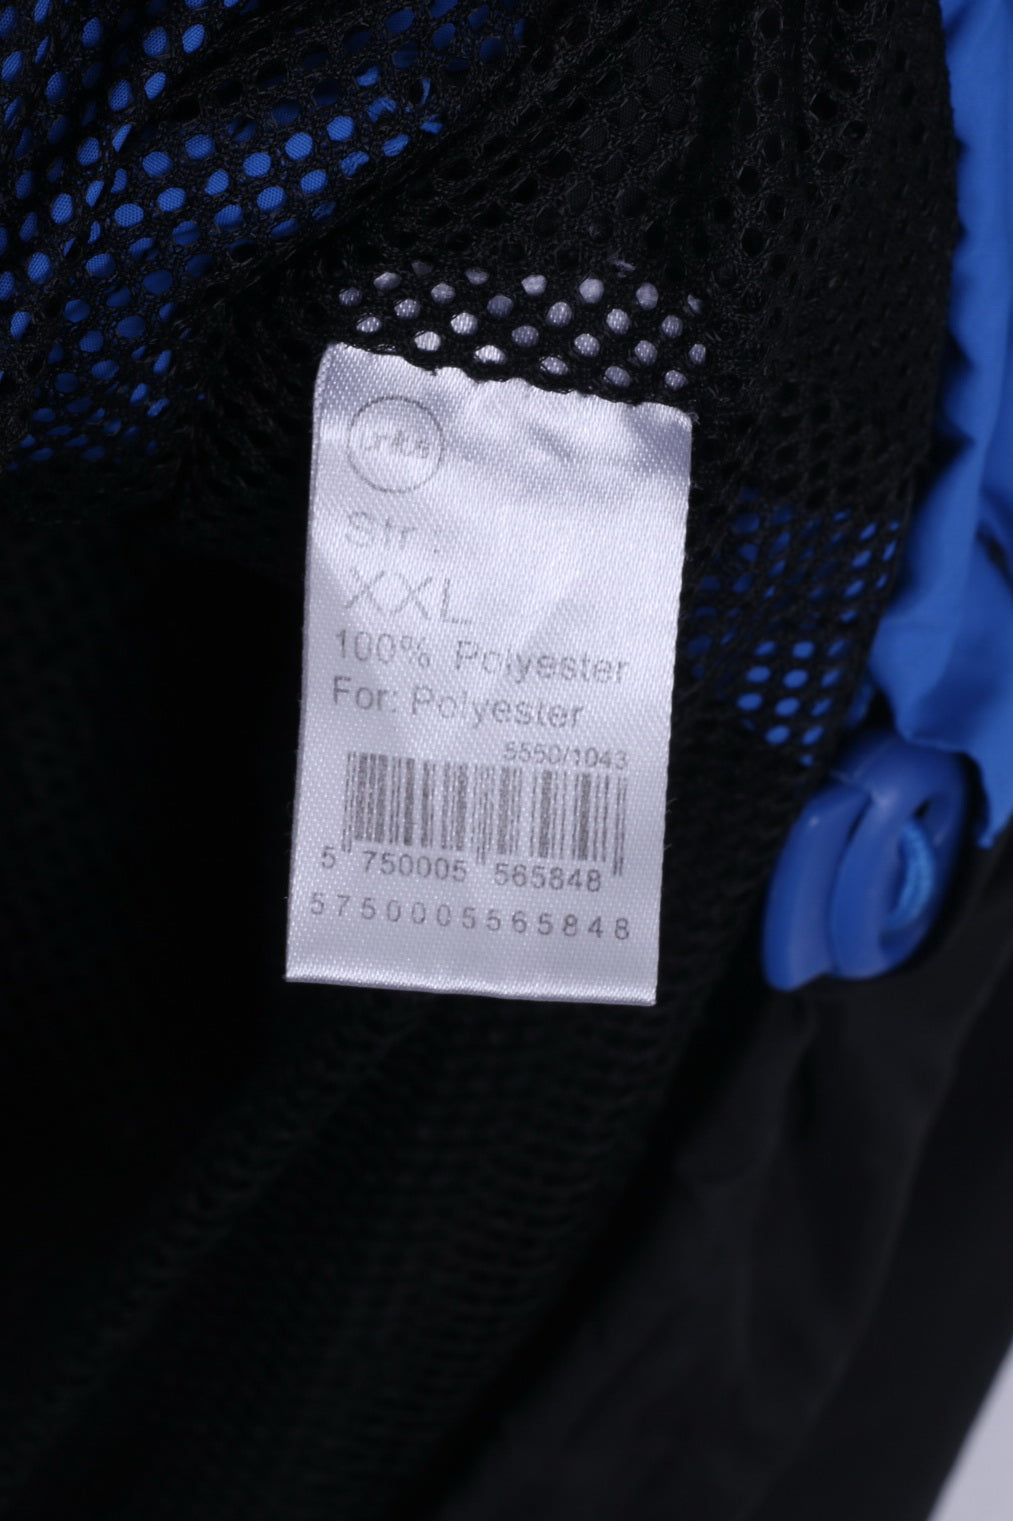 Str :
XXL
100% Polyester
For: Polyester
5550/1043
5 750005 565848
5750005565848